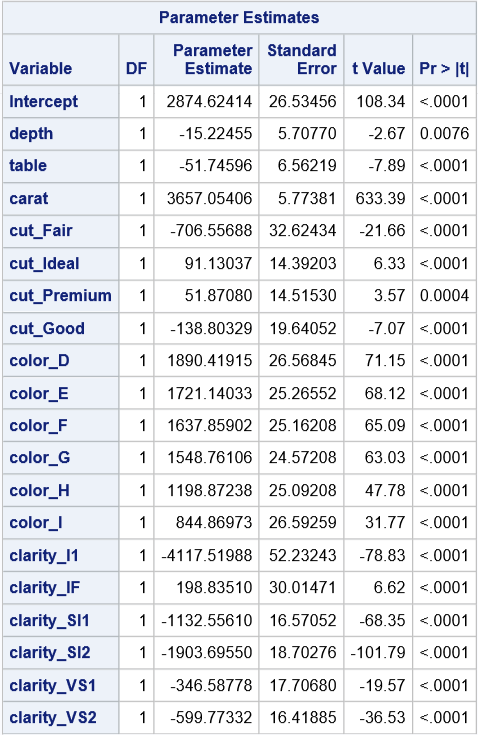 Parameter Estimates
Variable DF Parameter Estimate Standard Error t Value Pr > |t|
Intercept 1 2874.62414 26.53456 108.34 <.0001
depth 1 -15.22455 5.70770 -2.67 0.0076
table 1 -51.74596 6.56219 -7.89 <.0001
carat 1 3657.05406 5.77381 633.39 <.0001
cut_Fair 1 -706.55688 32.62434 -21.66 <.0001
cut_Ideal 1 91.13037 14.39203 6.33 <.0001
cut_Premium 1 51.87080 14.51530 3.57 0.0004
cut_Good 1 -138.80329 19.64052 -7.07 <.0001
color_D 1 1890.41915 26.56845 71.15 <.0001
color_E 1 1721.14033 25.26552 68.12 <.0001
color_F 1 1637.85902 25.16208 65.09 <.0001
color_G 1 1548.76106 24.57208 63.03 <.0001
color_H 1 1198.87238 25.09208 47.78 <.0001
color_I 1 844.86973 26.59259 31.77 <.0001
clarity_I1 1 -4117.51988 52.23243 -78.83 <.0001
clarity_IF 1 198.83510 30.01471 6.62 <.0001
clarity_SI1 1 -1132.55610 16.57052 -68.35 <.0001
clarity_SI2 1 -1903.69550 18.70276 -101.79 <.0001
clarity_VS1 1 -346.58778 17.70680 -19.57 <.0001
clarity_VS2 1 -599.77332 16.41885 -36.53 <.0001